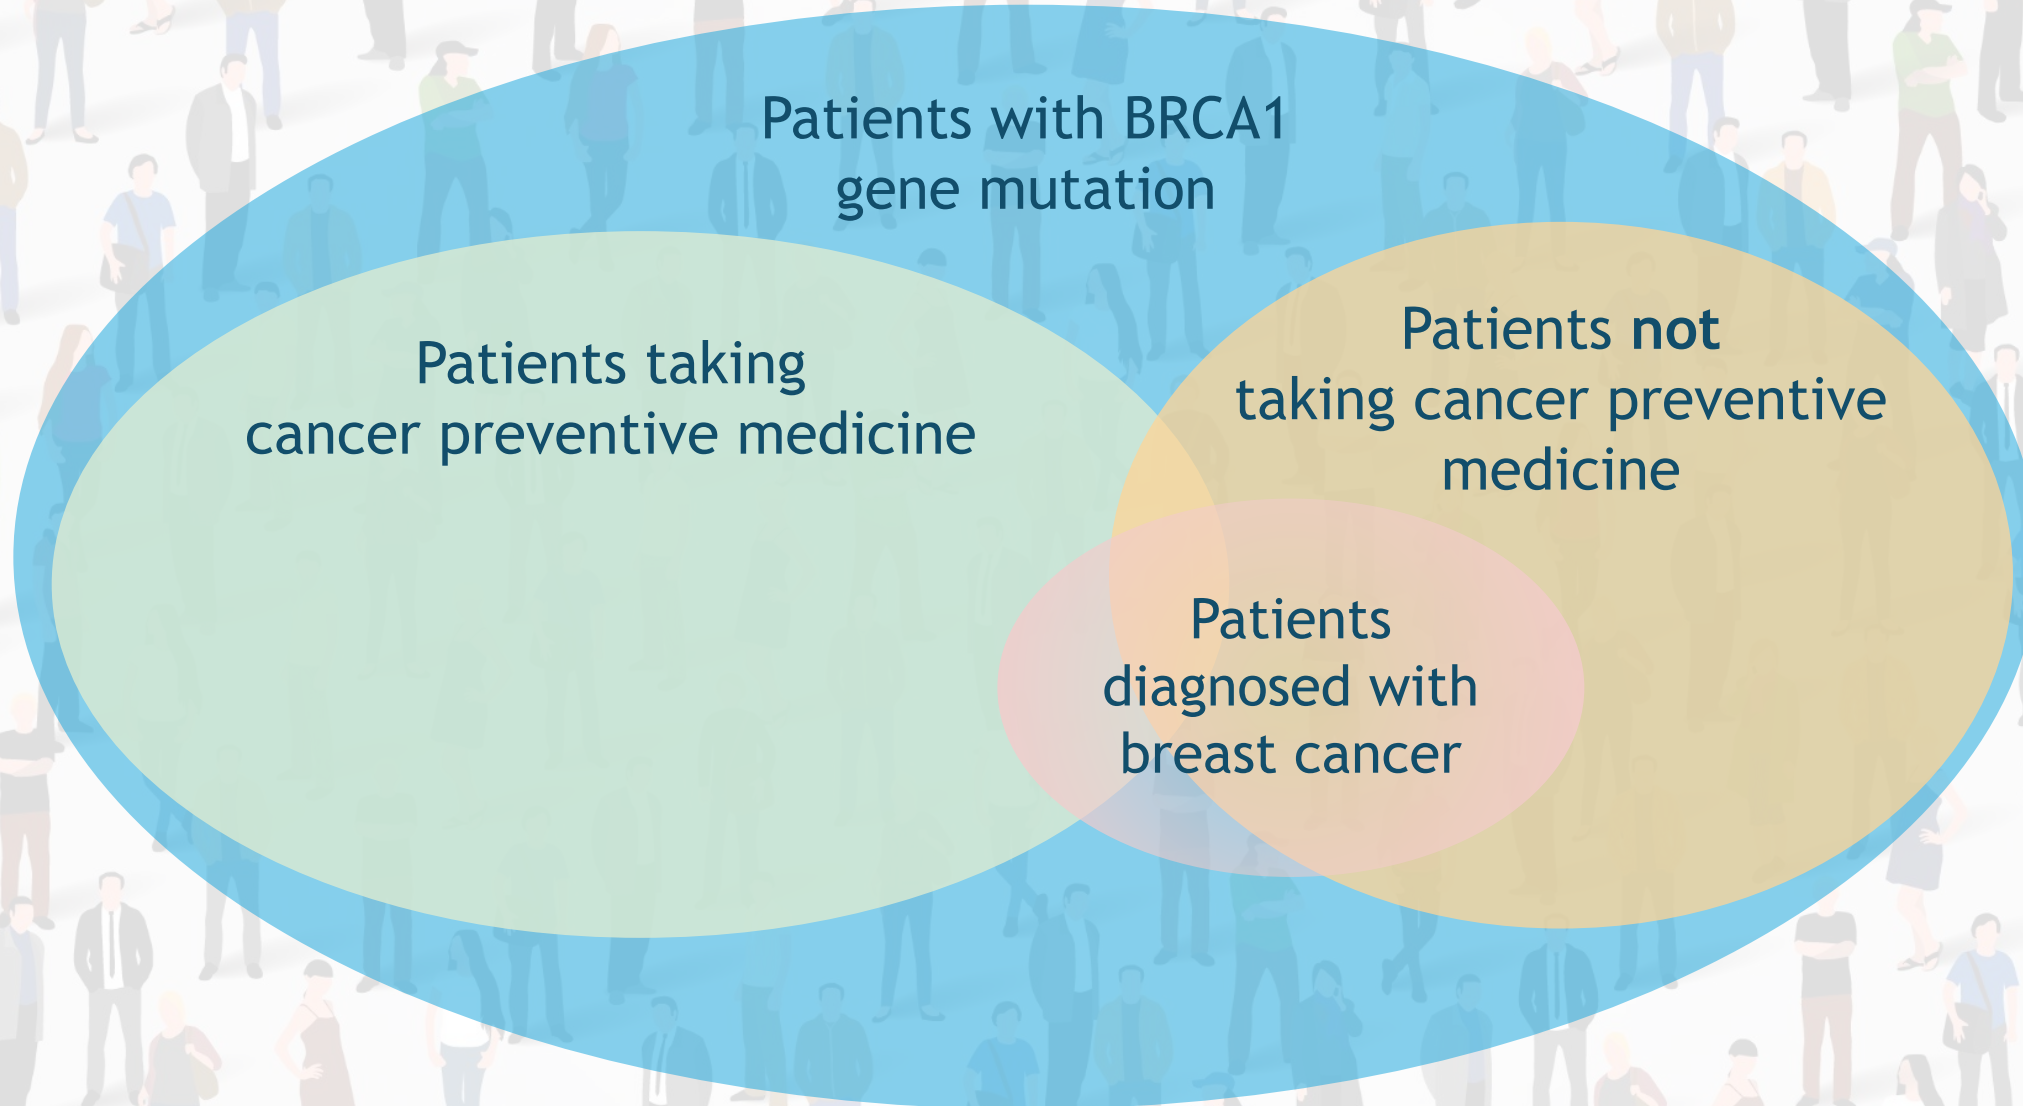 Patients with BRCA1
gene mutation
Patients taking
cancer preventive medicine
Patients not
taking cancer preventive
medicine
Patients
diagnosed with
breast cancer